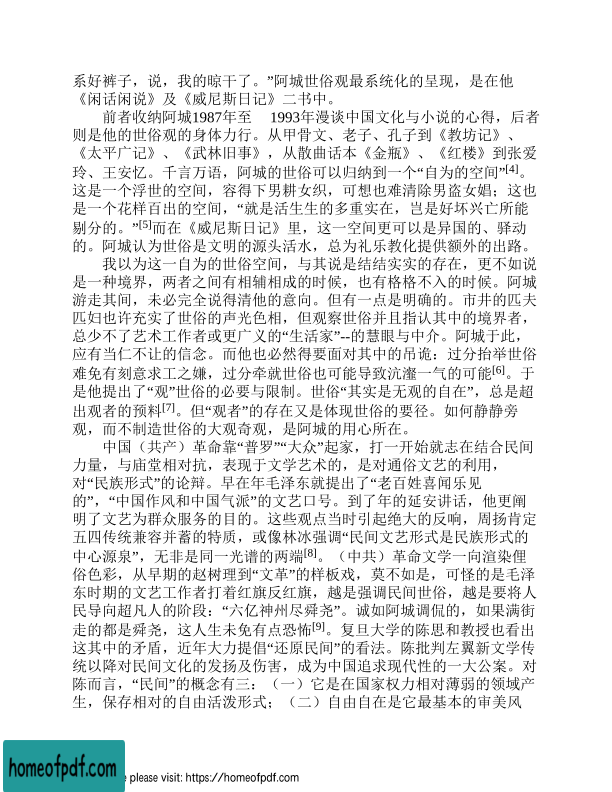 系好裤子，说，我的晾干了。”阿城世俗观最系统化的呈现，是在他
《闲话闲说》及《威尼斯日记》二书中。
前者收纳阿城1987年至 1993年漫谈中国文化与小说的心得，后者
则是他的世俗观的身体力行。从甲骨文、老子、孔子到《教坊记》、
《太平广记》、《武林旧事》，从散曲话本《金瓶》、《红楼》到张爱
玲、王安忆。千言万语，阿城的世俗可以归纳到一个“自为的空间”[4]。
这是一个浮世的空间，容得下男耕女织，可想也难清除男盗女娼；这也
是一个花样百出的空间，“就是活生生的多重实在，岂是好坏兴亡所能
剔分的。”[5]而在《威尼斯日记》里，这一空间更可以是异国的、驿动
的。阿城认为世俗是文明的源头活水，总为礼乐教化提供额外的出路。
我以为这一自为的世俗空间，与其说是结结实实的存在，更不如说
是一种境界，两者之间有相辅相成的时候，也有格格不入的时候。阿城
游走其间，未必完全说得清他的意向。但有一点是明确的。市井的匹夫
匹妇也许充实了世俗的声光色相，但观察世俗并且指认其中的境界者，
总少不了艺术工作者或更广义的“生活家”--的慧眼与中介。阿城于此，
应有当仁不让的信念。而他也必然得要面对其中的吊诡：过分抬举世俗
难免有刻意求工之嫌，过分牵就世俗也可能导致沆瀣一气的可能[6]。于
是他提出了“观”世俗的必要与限制。世俗“其实是无观的自在”，总是超
出观者的预料[7]。但“观者”的存在又是体现世俗的要径。如何静静旁
观，而不制造世俗的大观奇观，是阿城的用心所在。
中国（共产）革命靠“普罗”“大众”起家，打一开始就志在结合民间
力量，与庙堂相对抗，表现于文学艺术的，是对通俗文艺的利用，
对“民族形式”的论辩。早在年毛泽东就提出了“老百姓喜闻乐见
的”，“中国作风和中国气派”的文艺口号。到了年的延安讲话，他更阐
明了文艺为群众服务的目的。这些观点当时引起绝大的反响，周扬肯定
五四传统兼容并蓄的特质，或像林冰强调“民间文艺形式是民族形式的
中心源泉”，无非是同一光谱的两端[8]。（中共）革命文学一向渲染俚
俗色彩，从早期的赵树理到“文革”的样板戏，莫不如是，可怪的是毛泽
东时期的文艺工作者打着红旗反红旗，越是强调民间世俗，越是要将人
民导向超凡人的阶段：“六亿神州尽舜尧”。诚如阿城调侃的，如果满街
走的都是舜尧，这人生未免有点恐怖[9]。复旦大学的陈思和教授也看出
这其中的矛盾，近年大力提倡“还原民间”的看法。陈批判左翼新文学传
统以降对民间文化的发扬及伤害，成为中国追求现代性的一大公案。对
陈而言，“民间”的概念有三：（一）它是在国家权力相对薄弱的领域产
生，保存相对的自由活泼形式；（二）自由自在是它最基本的审美风
homeofpdf.com
e please visit: https://homeofpdf.com